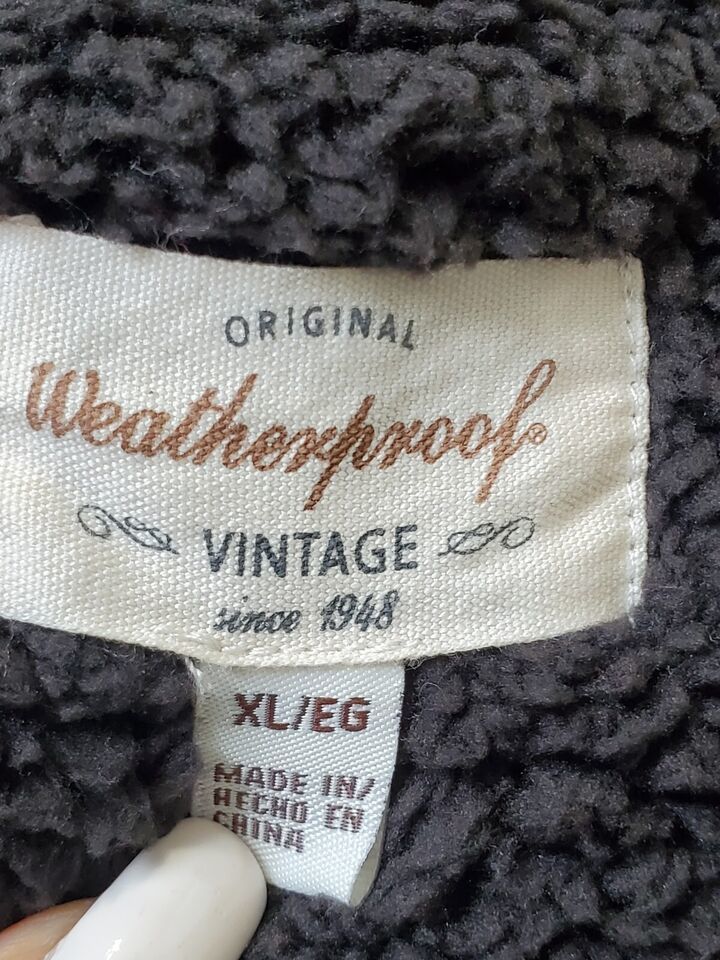 ORIGINAL
Weatherproof®
VINTAGE
since 1948
XL/EG
MADE IN/
HECHO EN
CHINA